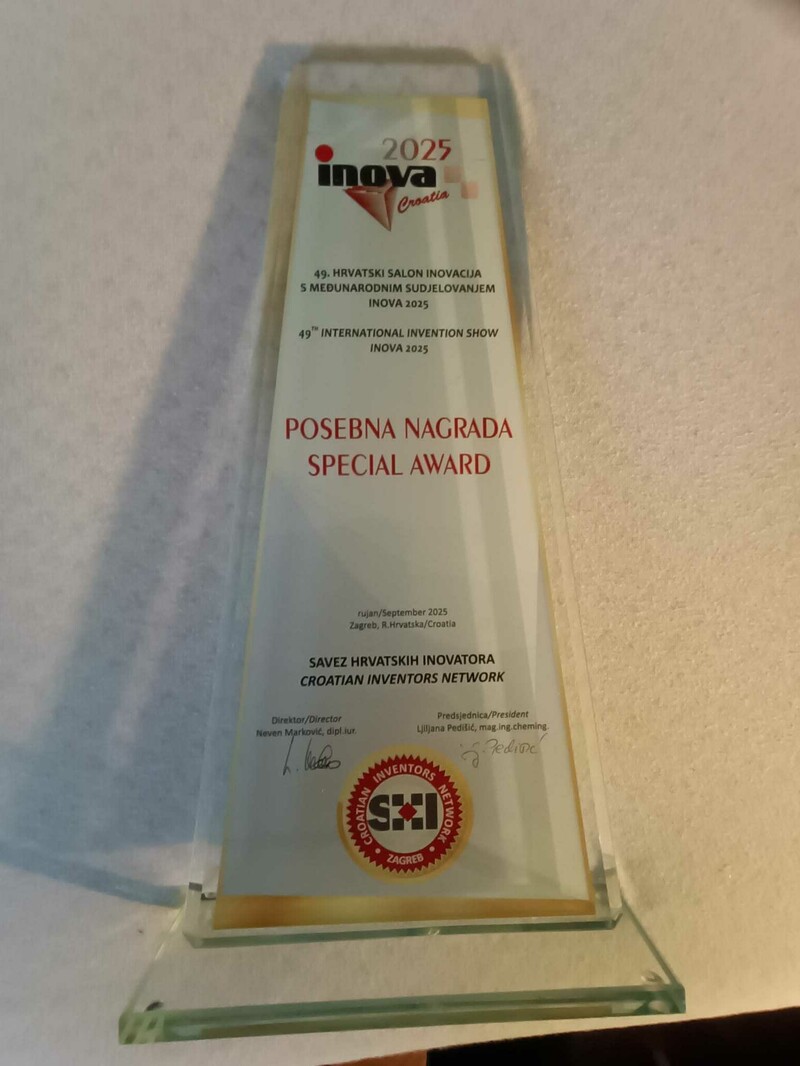 2025
inova
Croatia
49. HRVATSKI SALON INOVACIJA
S MEĐUNARODNIM SUDJELOVANJEM
INOVA 2025
49TH INTERNATIONAL INVENTION SHOW
INOVA 2025
POSEBNA NAGRADA
SPECIAL AWARD
rujan/September 2025
Zagreb, R.Hrvatska/Croatia
SAVEZ HRVATSKIH INOVATORA
CROATIAN INVENTORS NETWORK
Direktor/Director
Neven Marković, dipl.iur.
Predsjednica/President
Ljiljana Pedišić, mag.ing.cheming.
CROATIAN INVENTORS NETWORK
SHI
• ZAGREB •